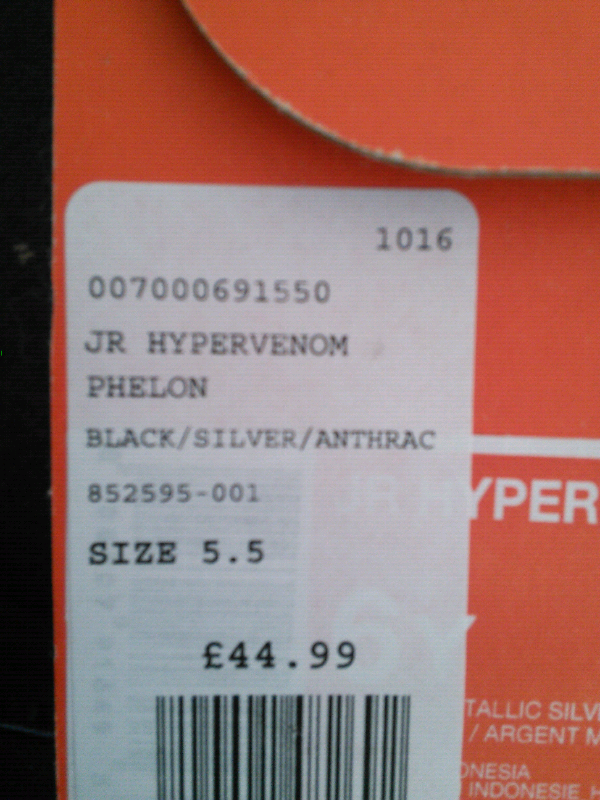 1016
007000691550
JR HYPERVENOM
PHELON
BLACK/SILVER/ANTHRAC
852595-001
SIZE 5.5
£44.99
JR HYPER
6Y
TALLIC SILV
/ ARGENT M
ONESIA
INDONESIE H